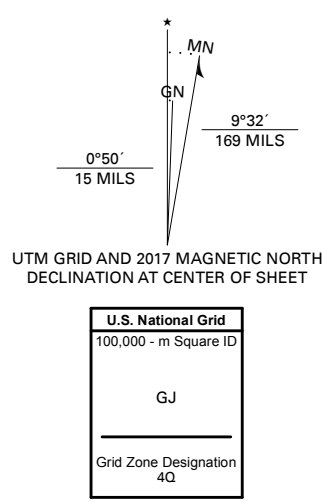 ★
MN
GN
9°32´
169 MILS
0°50´
15 MILS
UTM GRID AND 2017 MAGNETIC NORTH
DECLINATION AT CENTER OF SHEET
U.S. National Grid
100,000 - m Square ID
GJ
Grid Zone Designation
4Q